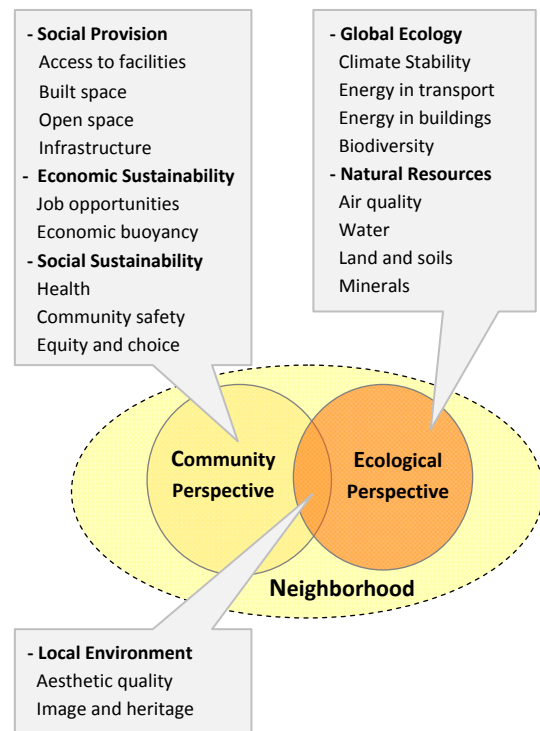 - Social Provision
Access to facilities
Built space
Open space
Infrastructure
- Economic Sustainability
Job opportunities
Economic buoyancy
- Social Sustainability
Health
Community safety
Equity and choice
- Global Ecology
Climate Stability
Energy in transport
Energy in buildings
Biodiversity
- Natural Resources
Air quality
Water
Land and soils
Minerals
Community
Perspective
Ecological
Perspective
Neighborhood
- Local Environment
Aesthetic quality
Image and heritage